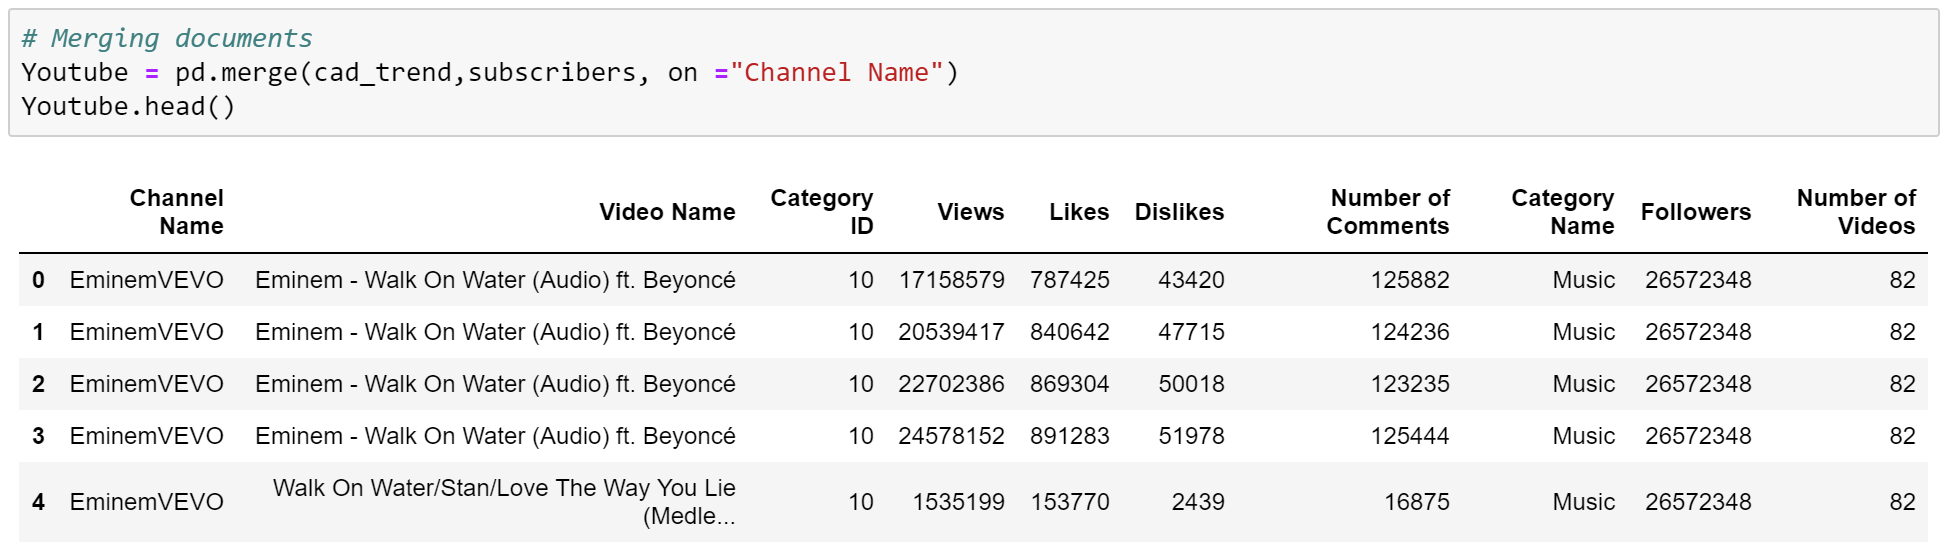 # Merging documents
Youtube = pd.merge(cad_trend,subscribers, on ="Channel Name")
Youtube.head()
Channel Name Video Name Category ID Views Likes Dislikes Number of Comments Category Name Followers Number of Videos
0 EminemVEVO Eminem - Walk On Water (Audio) ft. Beyoncé 10 17158579 787425 43420 125882 Music 26572348 82
1 EminemVEVO Eminem - Walk On Water (Audio) ft. Beyoncé 10 20539417 840642 47715 124236 Music 26572348 82
2 EminemVEVO Eminem - Walk On Water (Audio) ft. Beyoncé 10 22702386 869304 50018 123235 Music 26572348 82
3 EminemVEVO Eminem - Walk On Water (Audio) ft. Beyoncé 10 24578152 891283 51978 125444 Music 26572348 82
4 EminemVEVO Walk On Water/Stan/Love The Way You Lie (Medle... 10 1535199 153770 2439 16875 Music 26572348 82